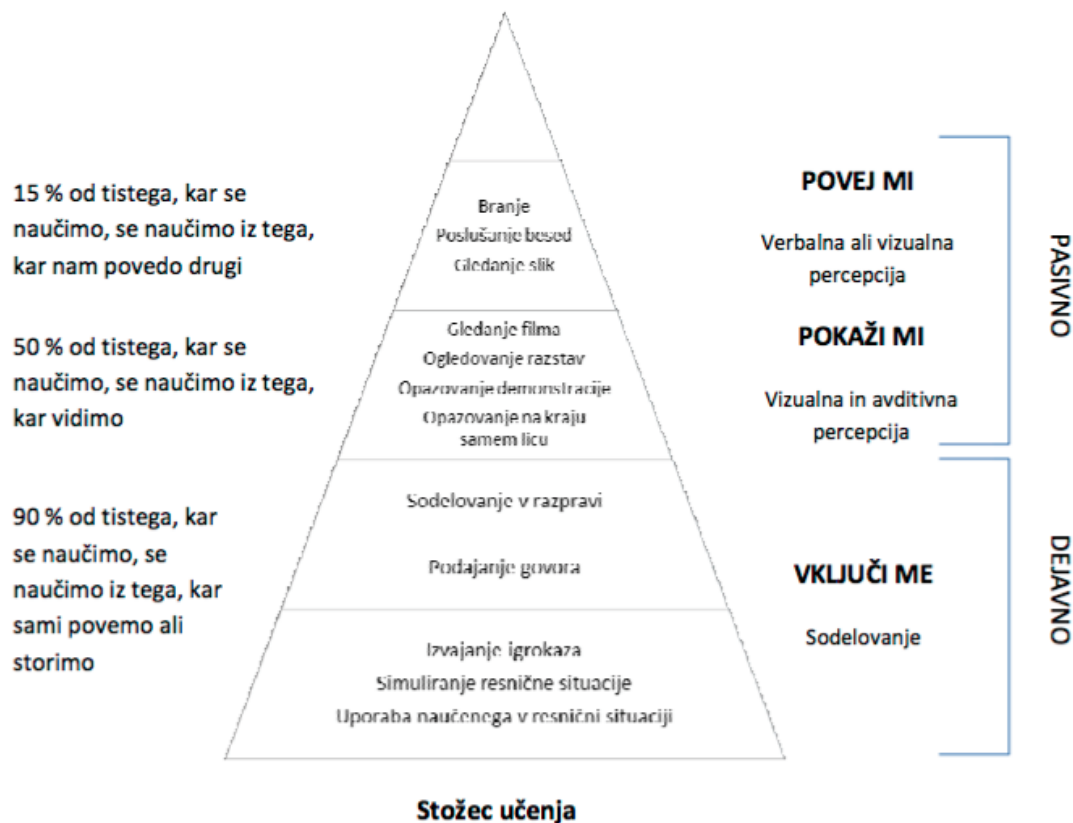 15 % od tistega, kar se
naučimo, se naučimo iz tega,
kar nam povedo drugi
50 % od tistega, kar se
naučimo, se naučimo iz tega,
kar vidimo
90 % od tistega, kar
se naučimo, se
naučimo iz tega, kar
sami povemo ali
storimo
Branje
Poslušanje besed
Gledanje slik
Gledanje filma
Ogledovanje razstav
Opazovanje demonstracije
Opazovanje na kraju
samem licu
Sodelovanje v razpravi
Podajanje govora
Izvajanje igrokaza
Simuliranje resnične situacije
Uporaba naučenega v resnični situaciji
POVEJ MI
Verbalna ali vizualna
percepcija
POKAŽI MI
Vizualna in avditivna
percepcija
VKLJUČI ME
Sodelovanje
PASIVNO
DEJAVNO
Stožec učenja